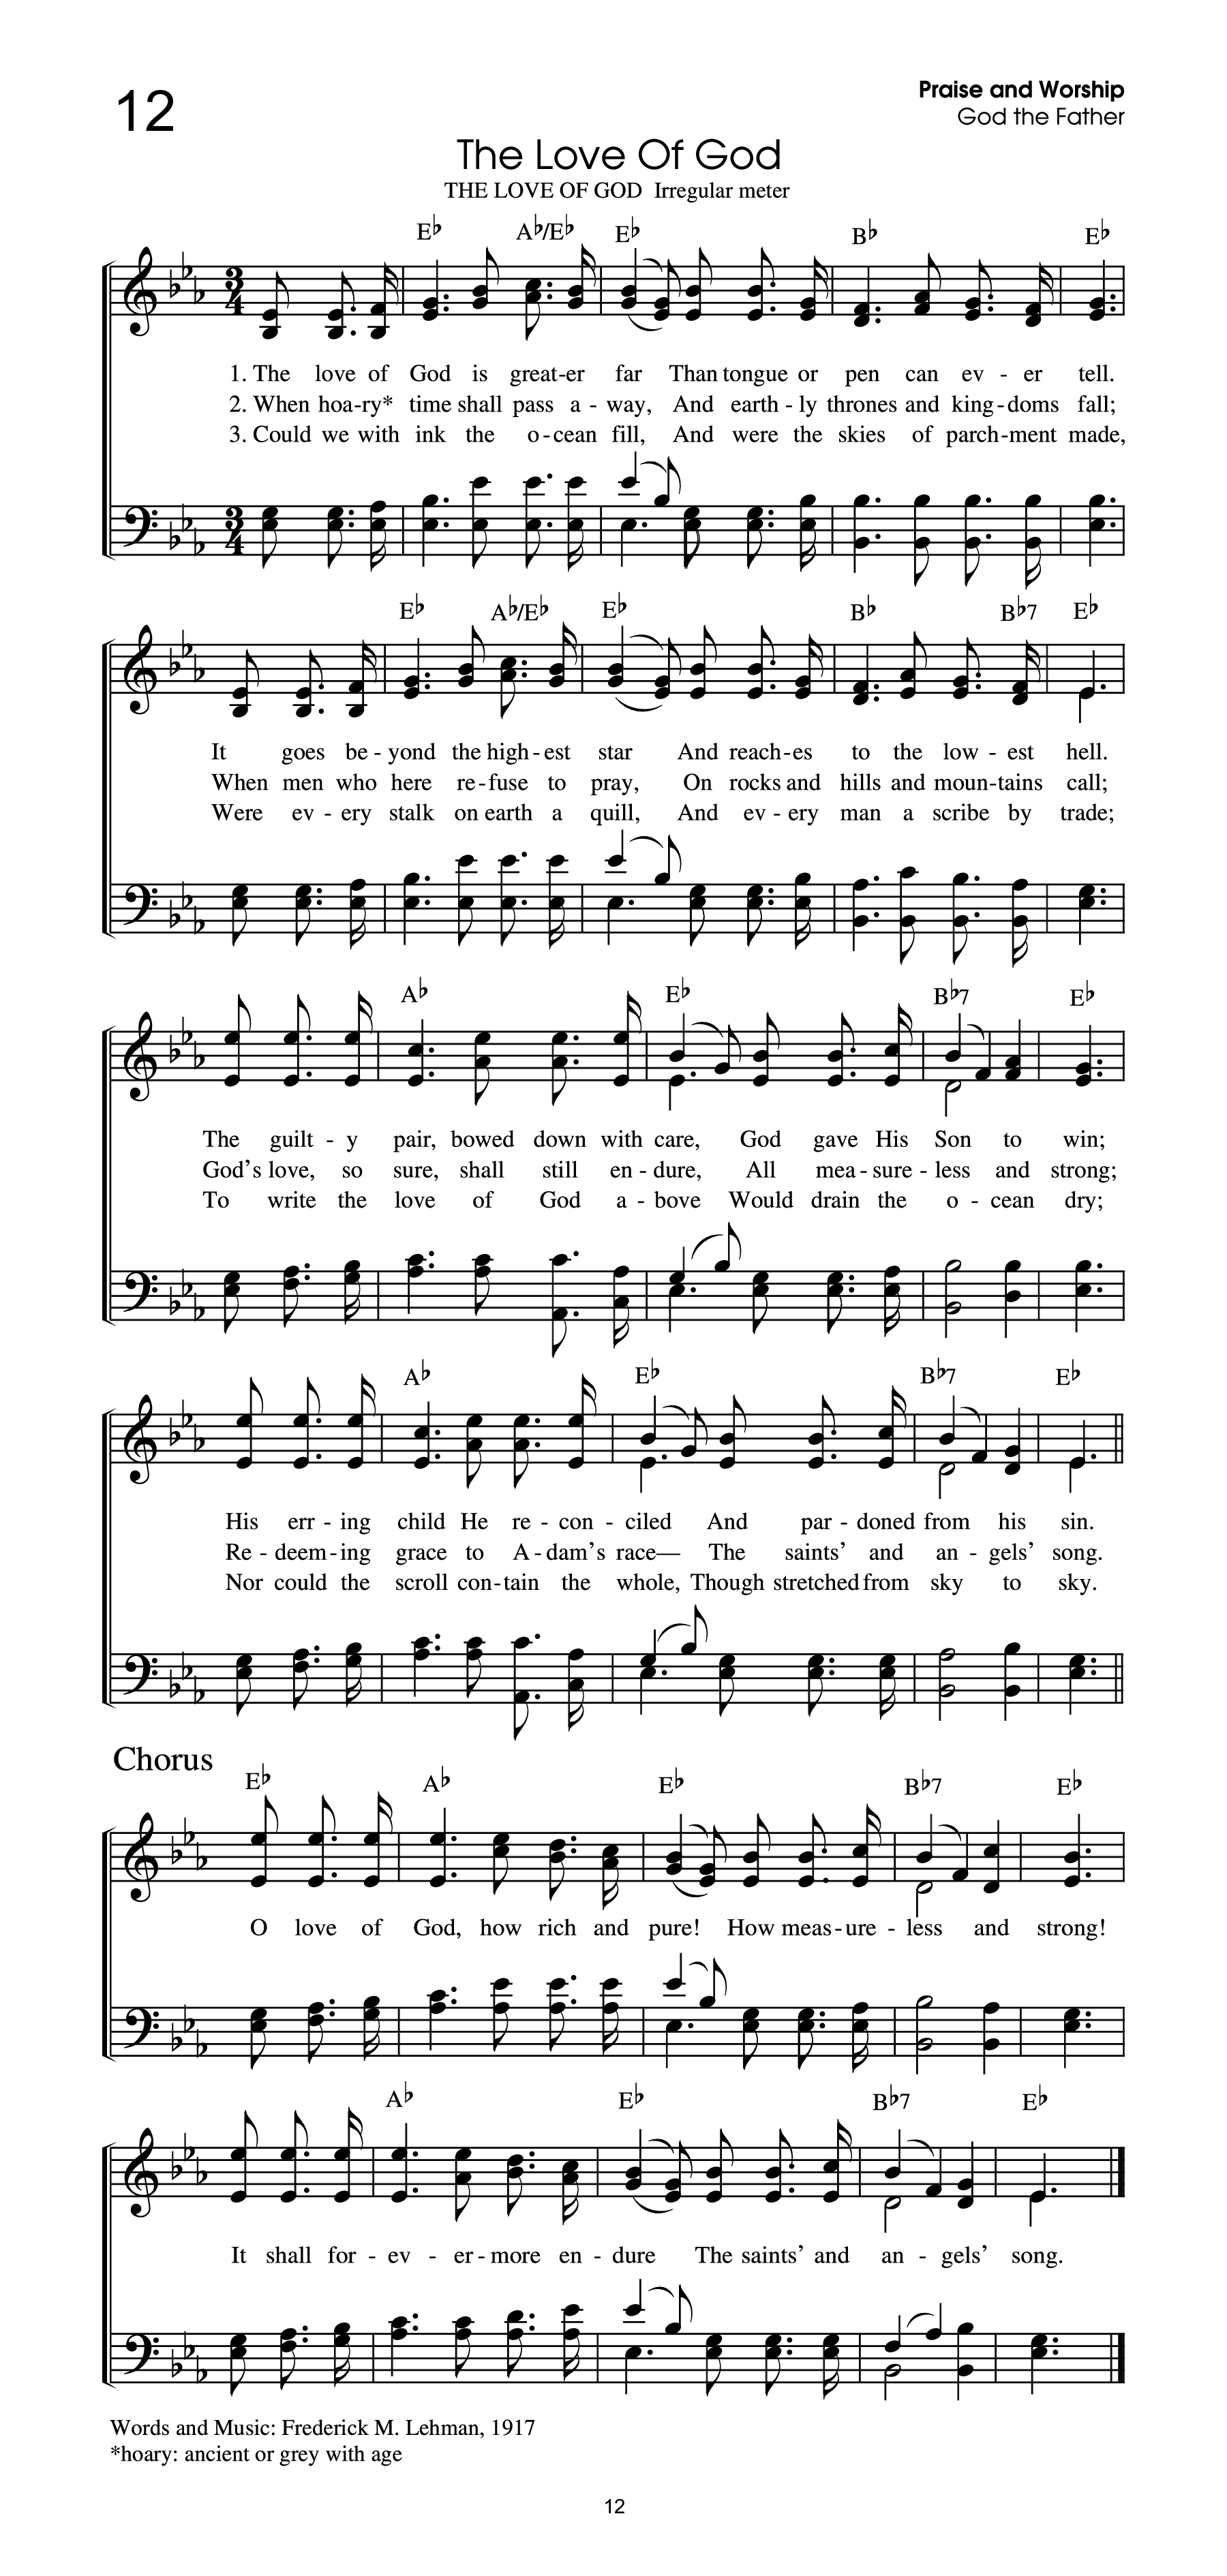 12
Praise and Worship
God the Father
The Love Of God
THE LOVE OF GOD Irregular meter
E♭ A♭/E♭ E♭ B♭ E♭
3 4
1. The love of God is great-er far Than tongue or pen can ev - er tell.
2. When hoa-ry* time shall pass a - way, And earth - ly thrones and king-doms fall;
3. Could we with ink the o-cean fill, And were the skies of parch-ment made,
3 4
E♭ A♭/E♭ E♭ B♭ B♭7 E♭
It goes be - yond the high-est star And reach-es to the low - est hell.
When men who here re-fuse to pray, On rocks and hills and moun-tains call;
Were ev - ery stalk on earth a quill, And ev - ery man a scribe by trade;
A♭ E♭ B♭7 E♭
The guilt - y pair, bowed down with care, God gave His Son to win;
God's love, so sure, shall still en - dure, All mea-sure - less and strong;
To write the love of God a - bove Would drain the o - cean dry;
A♭ E♭ B♭7 E♭
His err - ing child He re - con - ciled And par - doned from his sin.
Re - deem - ing grace to A-dam's race— The saints' and an - gels' song.
Nor could the scroll con-tain the whole, Though stretched from sky to sky.
Chorus
E♭ A♭ E♭ B♭7 E♭
O love of God, how rich and pure! How meas-ure - less and strong!
A♭ E♭ B♭7 E♭
It shall for - ev - er-more en - dure The saints' and an - gels' song.
Words and Music: Frederick M. Lehman, 1917
*hoary: ancient or grey with age
12